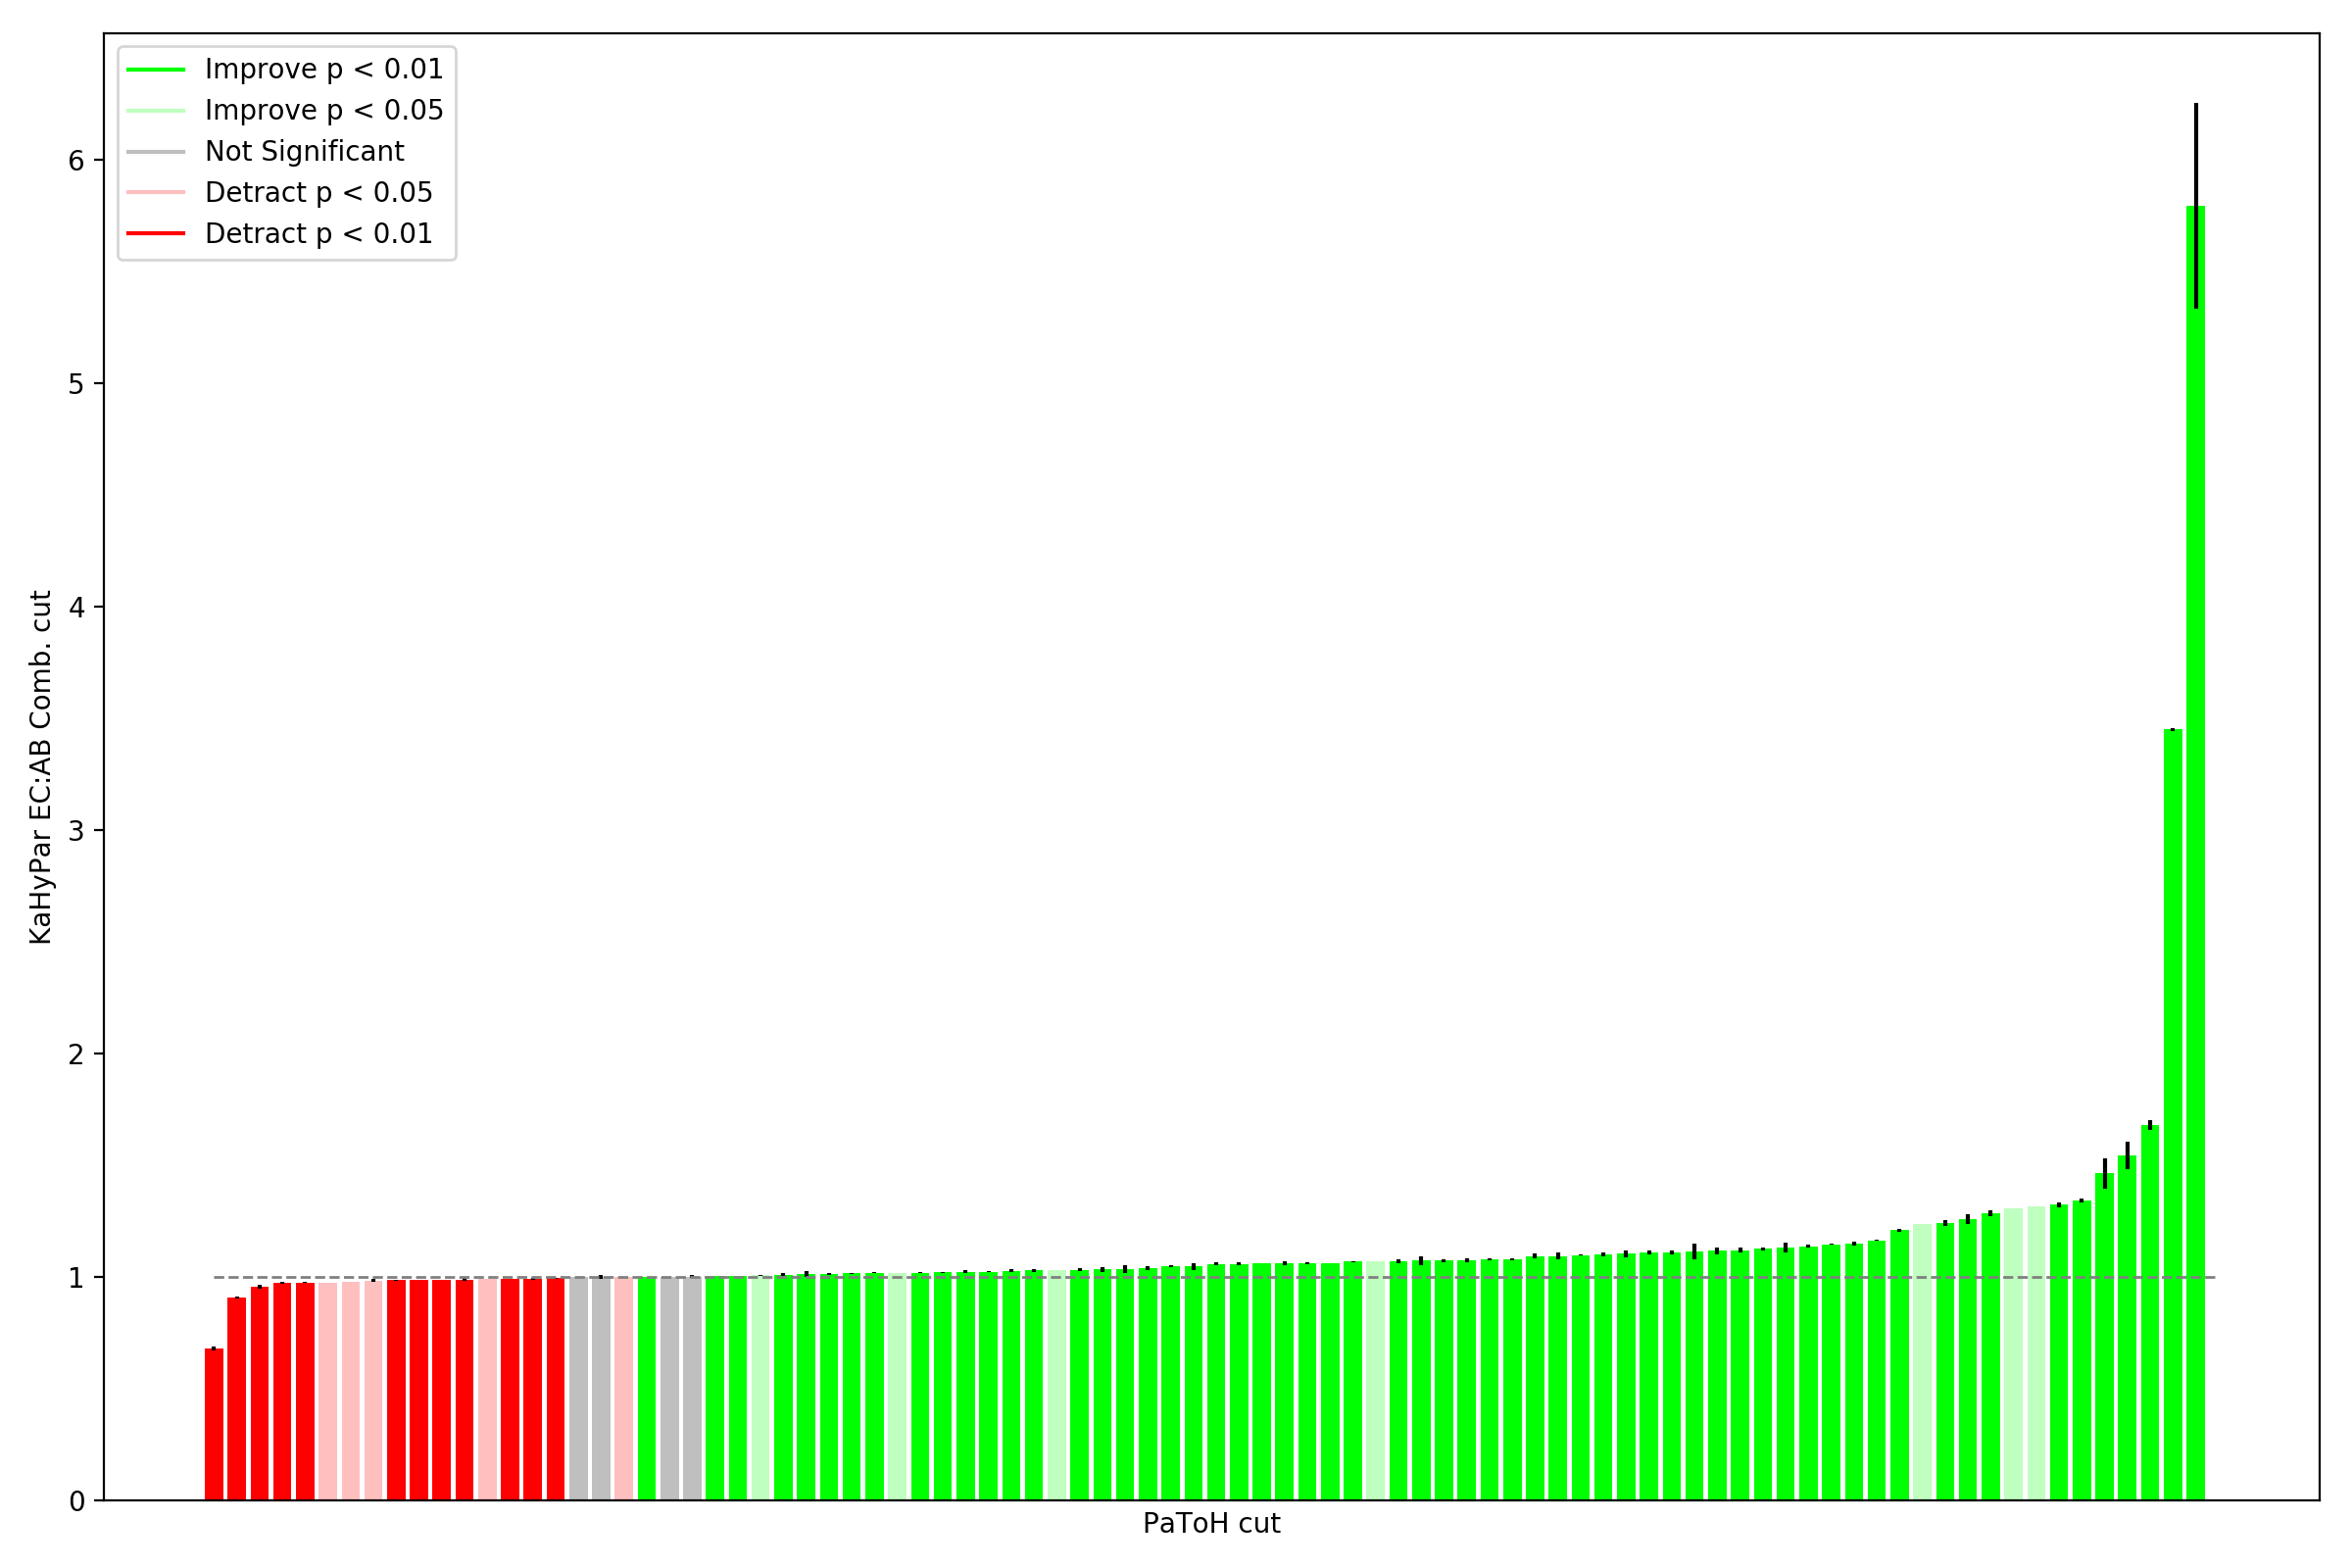 Improve p < 0.01
Improve p < 0.05
Not Significant
Detract p < 0.05
Detract p < 0.01
6
5
4
3
2
1
0
KaHyPar EC:AB Comb. cut
PaToH cut